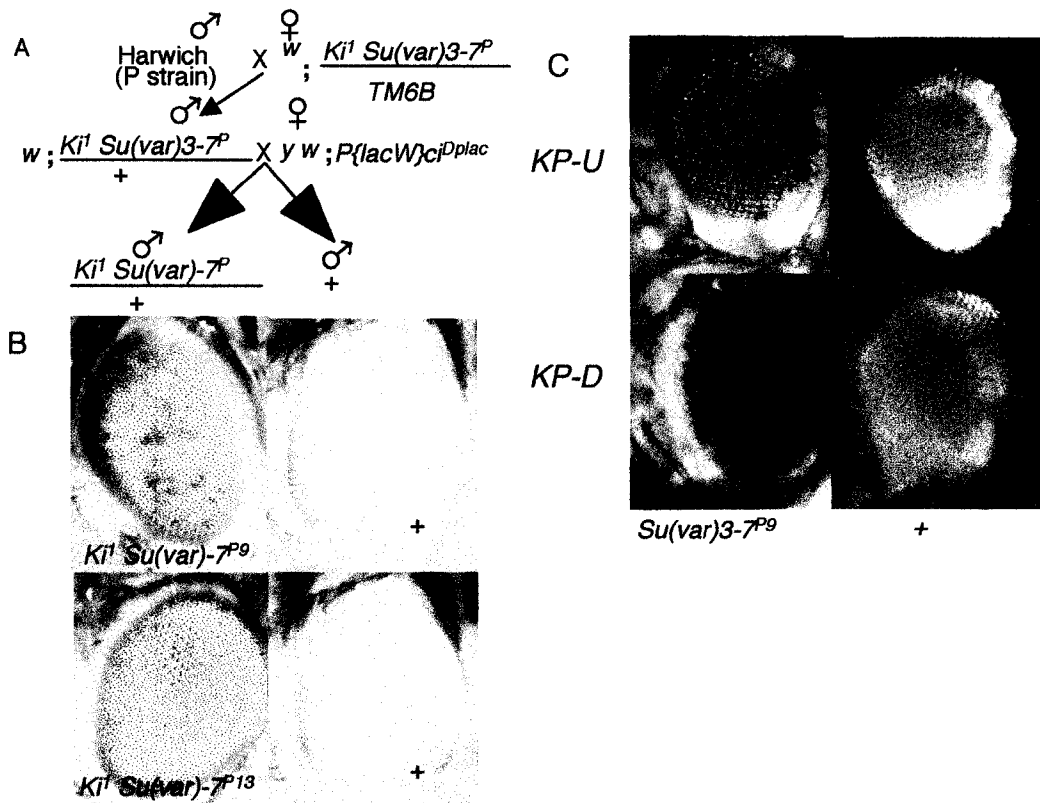 A
♂
♀
Harwich
(P strain)
X
w ; Ki1 Su(var)3-7P
TM6B
♂
♀
w ; Ki1 Su(var)3-7P
+
X y w ; P{lacW}ciDplac
♂
♂
Ki1 Su(var)-7P
+
+
B
Ki1 Su(var)-7P9
+
Ki1 Su(var)-7P13
+
C
KP-U
KP-D
Su(var)3-7P9
+